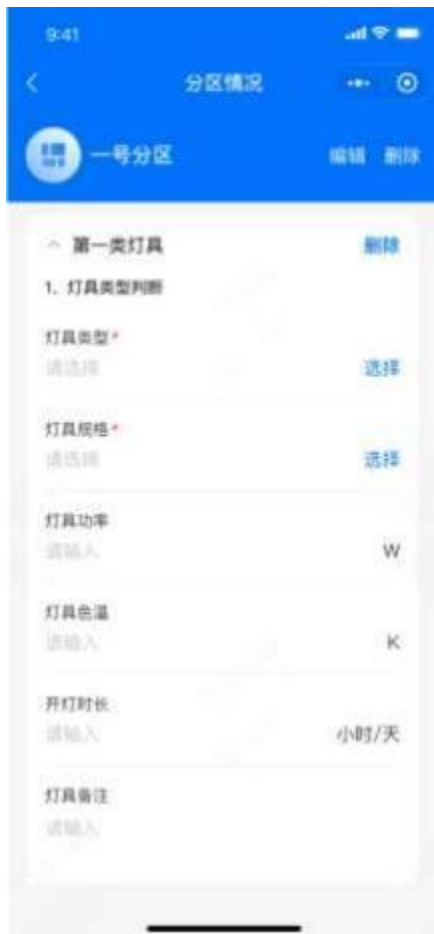 9:41
分区情况
一号分区
编辑 删除
第一类灯具 删除
1、灯具类型判断
灯具类型*
请选择 选择
灯具规格*
请选择 选择
灯具功率
请输入 W
灯具色温
请输入 K
开灯时长
请输入 小时/天
灯具备注
请输入